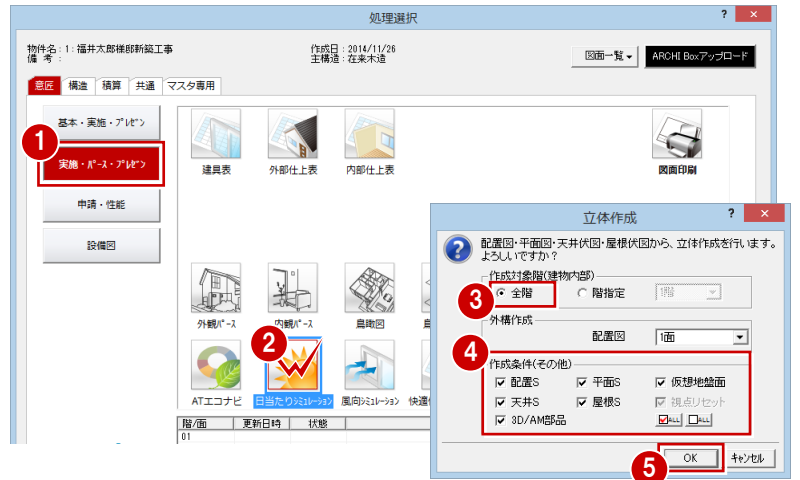 処理選択
? ×
物件名：1：福井太郎様邸新築工事
備 考 ：
作成日：2014/11/26
主構造：在来木造
図面一覧
ARCHI Boxアップロード
意匠 構造 積算 共通 マスタ専用
基本・実施・ﾌﾟﾚｾﾞﾝ
1
実施・ﾊﾟｰｽ・ﾌﾟﾚｾﾞﾝ
申請・性能
設備図
建具表 外部仕上表 内部仕上表 図面印刷
外観ﾊﾟｰｽ 内観ﾊﾟｰｽ 鳥瞰図
2
ATエコナビ 日当たりｼﾐｭﾚｰｼｮﾝ 風向ｼﾐｭﾚｰｼｮﾝ
階/面 更新日時 状態
01
立体作成
? ×
配置図・平面図・天井伏図・屋根伏図から、立体作成を行います。
よろしいですか？
作成対象階(建物内部)
3
全階 階指定 1階
外構作成
配置図 1面
4
作成条件(その他)
配置S 平面S 仮想地盤面
天井S 屋根S 視点リセット
3D/AM部品 ALL ALL
5
OK ｷｬﾝｾﾙ